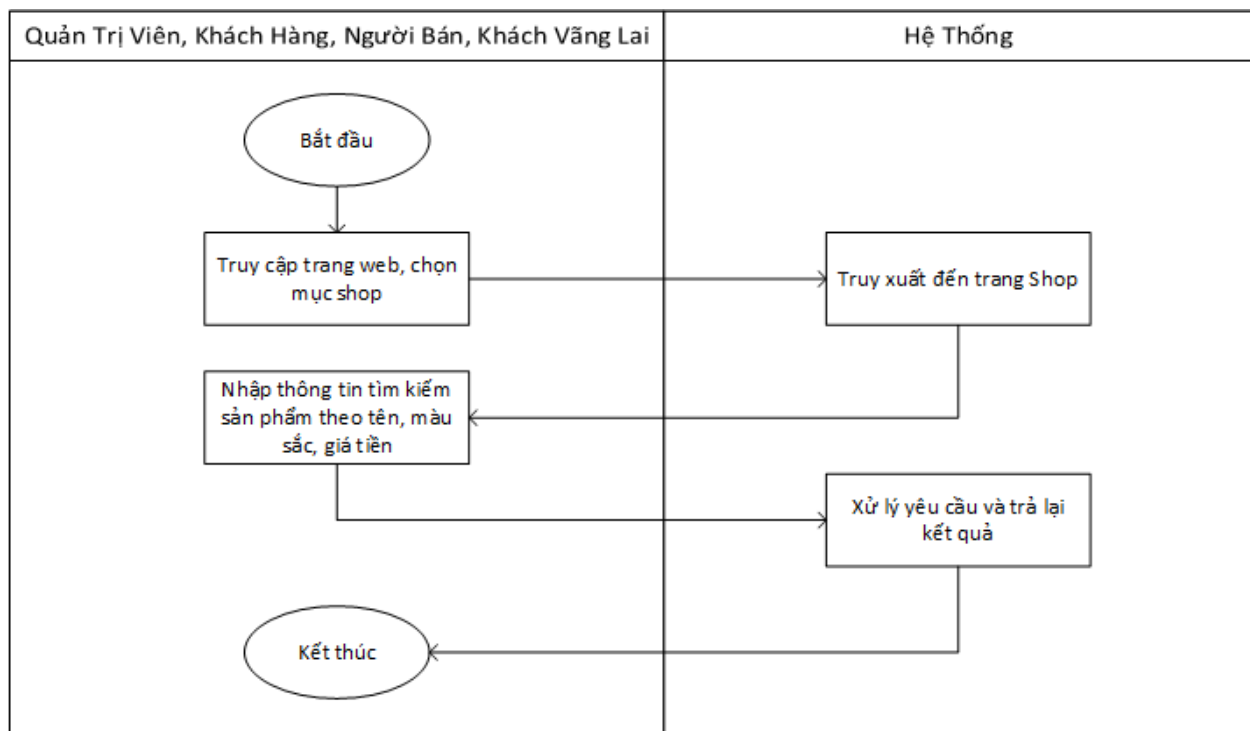 Quản Trị Viên, Khách Hàng, Người Bán, Khách Vãng Lai
Hệ Thống
Bắt đầu
Truy cập trang web, chọn
mục shop
Truy xuất đến trang Shop
Nhập thông tin tìm kiếm
sản phẩm theo tên, màu
sắc, giá tiền
Xử lý yêu cầu và trả lại
kết quả
Kết thúc